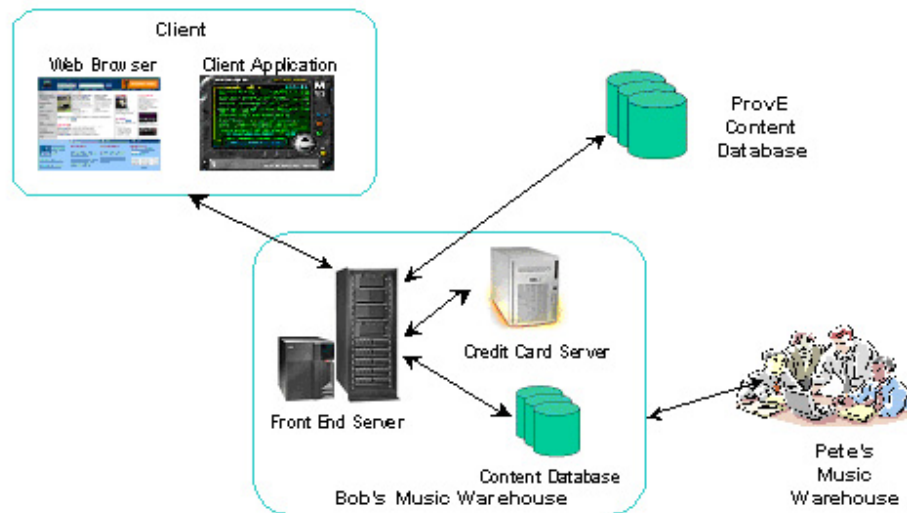 Client
Web Browser
Client Application
ProvE
Content
Database
Credit Card Server
Front End Server
Content Database
Bob's Music Warehouse
Pete's
Music
Warehouse